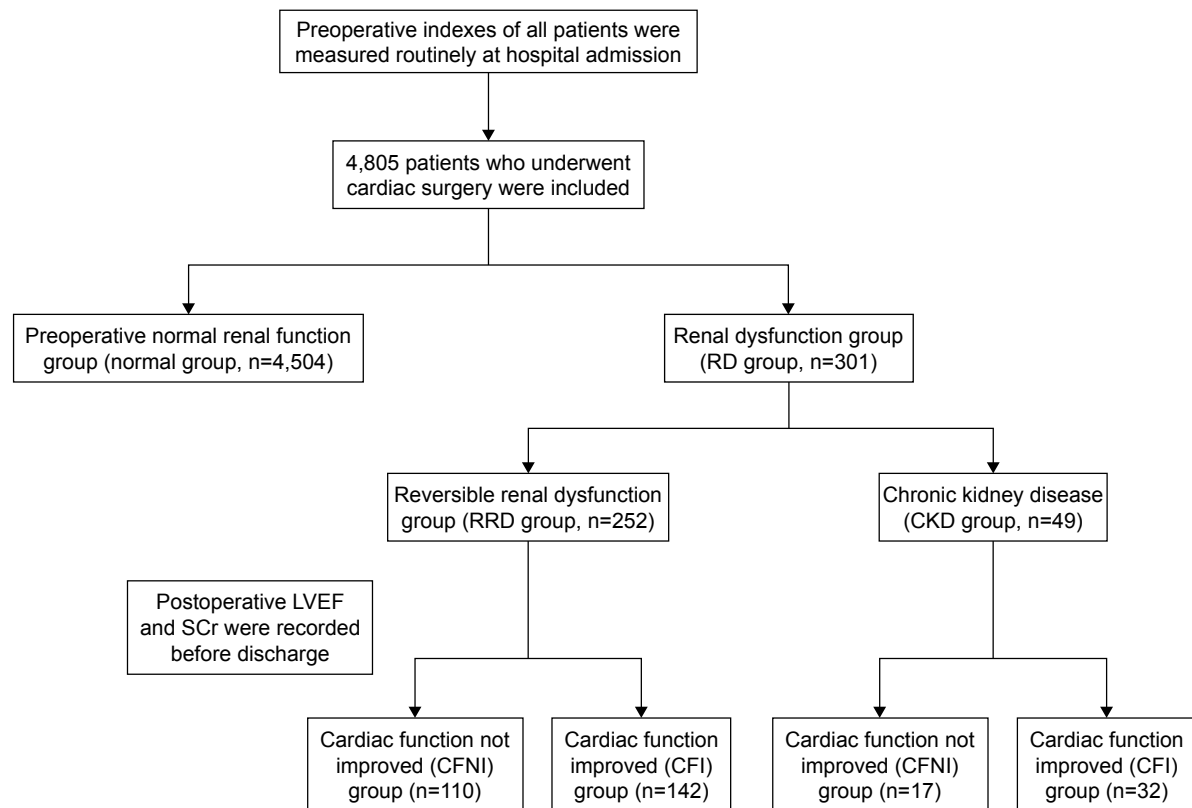 Preoperative indexes of all patients were
measured routinely at hospital admission
4,805 patients who underwent
cardiac surgery were included
Preoperative normal renal function
group (normal group, n=4,504)
Renal dysfunction group
(RD group, n=301)
Reversible renal dysfunction
group (RRD group, n=252)
Chronic kidney disease
(CKD group, n=49)
Postoperative LVEF
and SCr were recorded
before discharge
Cardiac function not
improved (CFNI)
group (n=110)
Cardiac function
improved (CFI)
group (n=142)
Cardiac function not
improved (CFNI)
group (n=17)
Cardiac function
improved (CFI)
group (n=32)